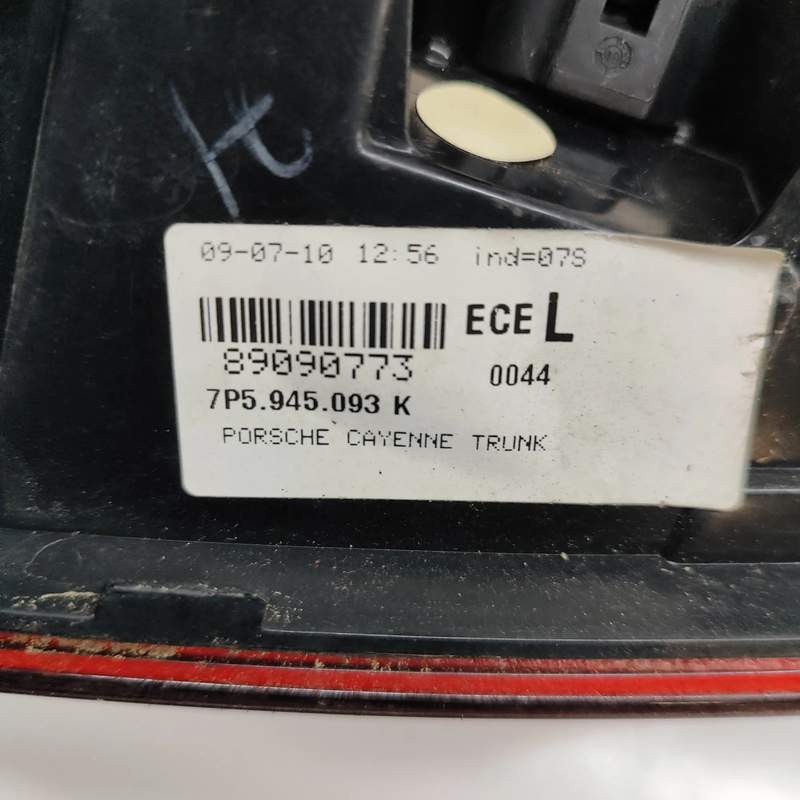 09-07-10 12:56 ind=07S
ECE L
89090773
0044
7P5.945.093 K
PORSCHE CAYENNE TRUNK